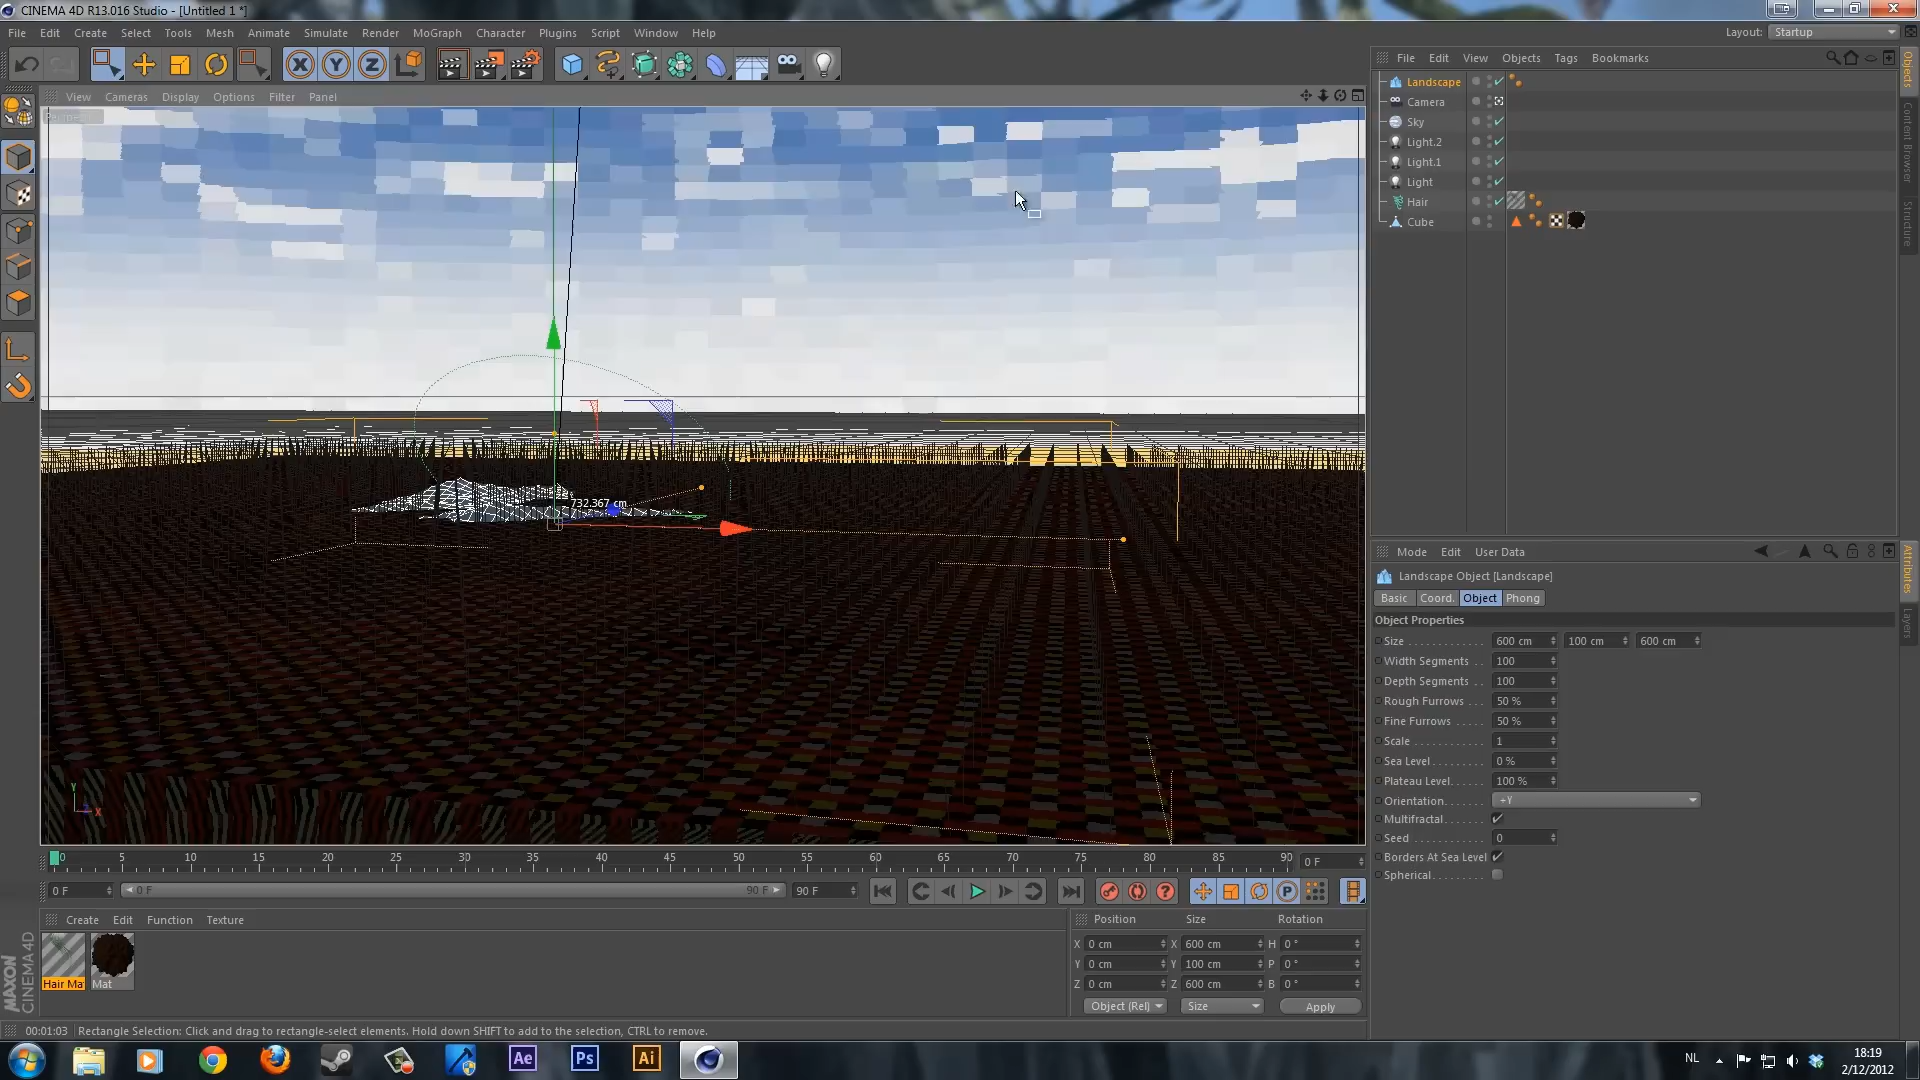 CINEMA 4D R13.016 Studio - [Untitled 1 *]
File Edit Create Select Tools Mesh Animate Simulate Render MoGraph Character Plugins Script Window Help
Layout: Startup
View Cameras Display Options Filter Panel
732.367 cm
Y
X
File Edit View Objects Tags Bookmarks
Landscape
Camera
Sky
Light.2
Light.1
Light
Hair
Cube
Objects
Content Browser
Structure
Mode Edit User Data
Landscape Object [Landscape]
Basic Coord. Object Phong
Object Properties
Size 600 cm 100 cm 600 cm
Width Segments 100
Depth Segments 100
Rough Furrows 50 %
Fine Furrows 50 %
Scale 1
Sea Level 0 %
Plateau Level 100 %
Orientation +Y
Multifractal
Seed 0
Borders At Sea Level
Spherical
Attributes
Layers
0 5 10 15 20 25 30 35 40 45 50 55 60 65 70 75 80 85 90 0 F
0 F 0 F 90 F 90 F
Create Edit Function Texture
Hair Ma
Mat
MAXON
CINEMA 4D
Position Size Rotation
X 0 cm X 600 cm H 0 °
Y 0 cm Y 100 cm P 0 °
Z 0 cm Z 600 cm B 0 °
Object (Rel) Size Apply
00:01:03 Rectangle Selection: Click and drag to rectangle-select elements. Hold down SHIFT to add to the selection, CTRL to remove.
Ae
Ps
Ai
NL
18:19
2/12/2012